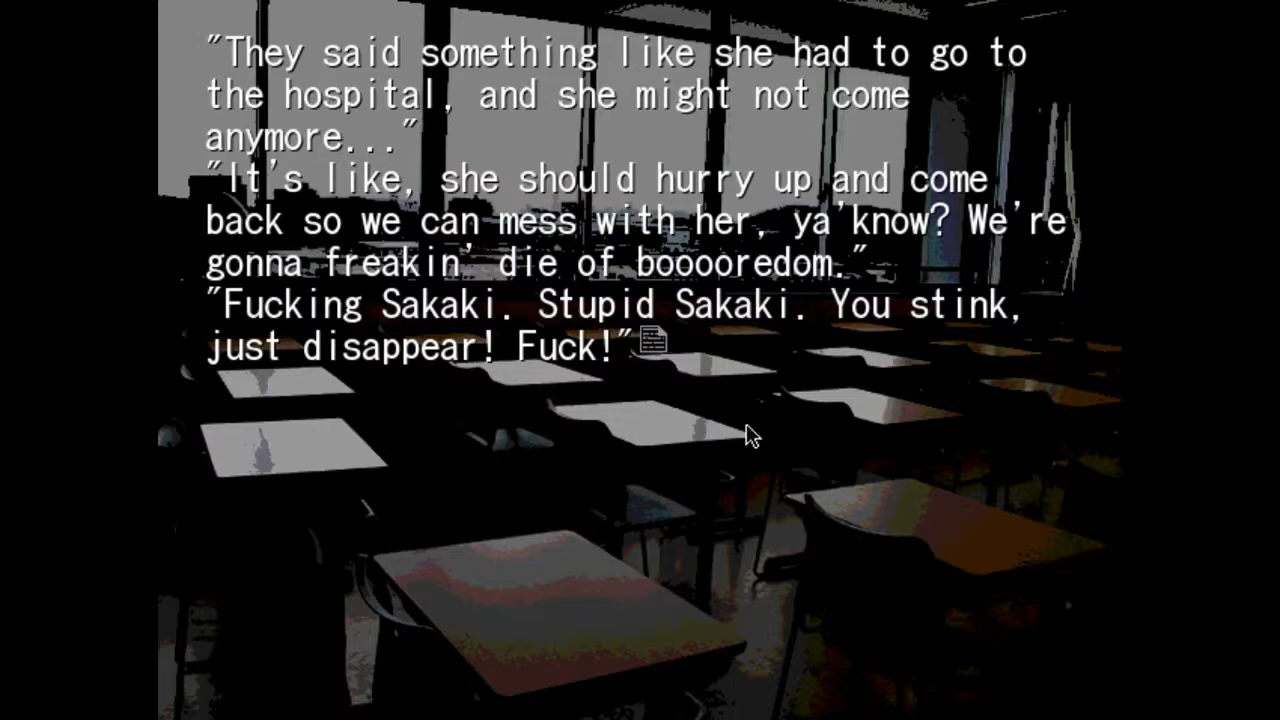 "They said something like she had to go to
the hospital, and she might not come
anymore..."
"It's like, she should hurry up and come
back so we can mess with her, ya'know? We're
gonna freakin' die of booooredom."
"Fucking Sakaki. Stupid Sakaki. You stink,
just disappear! Fuck!"